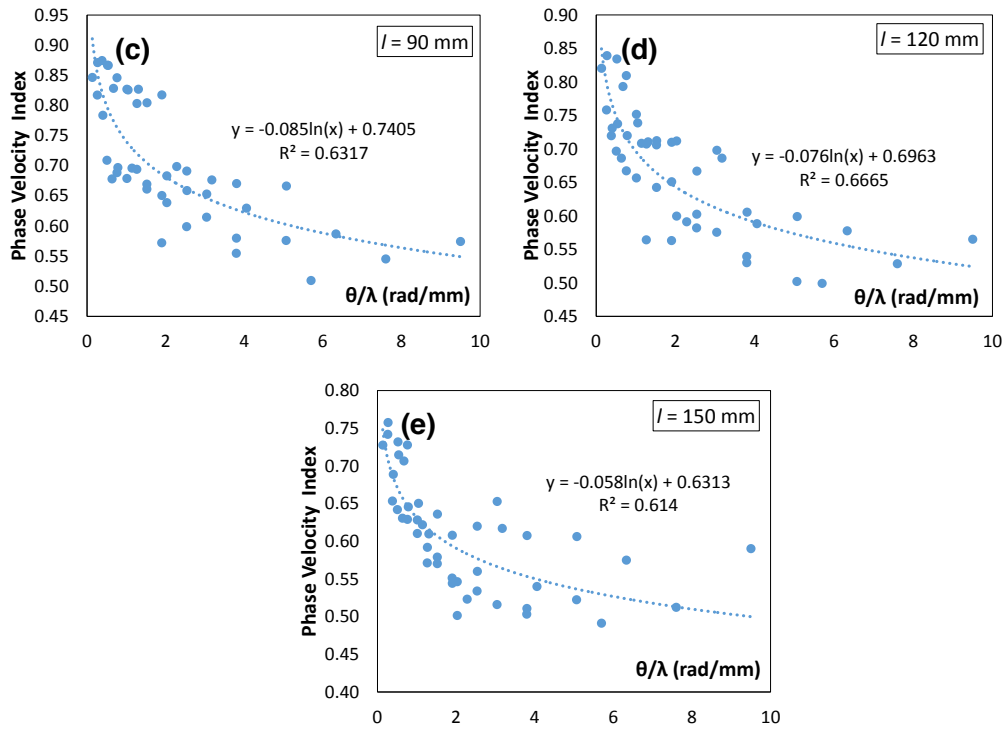 (c)
l = 90 mm
Phase Velocity Index
0.95
0.90
0.85
0.80
0.75
0.70
0.65
0.60
0.55
0.50
0.45
y = -0.085ln(x) + 0.7405
R² = 0.6317
θ/λ (rad/mm)
0 2 4 6 8 10
(d)
l = 120 mm
Phase Velocity Index
0.90
0.85
0.80
0.75
0.70
0.65
0.60
0.55
0.50
0.45
y = -0.076ln(x) + 0.6963
R² = 0.6665
θ/λ (rad/mm)
0 2 4 6 8 10
(e)
l = 150 mm
Phase Velocity Index
0.80
0.75
0.70
0.65
0.60
0.55
0.50
0.45
0.40
y = -0.058ln(x) + 0.6313
R² = 0.614
θ/λ (rad/mm)
0 2 4 6 8 10